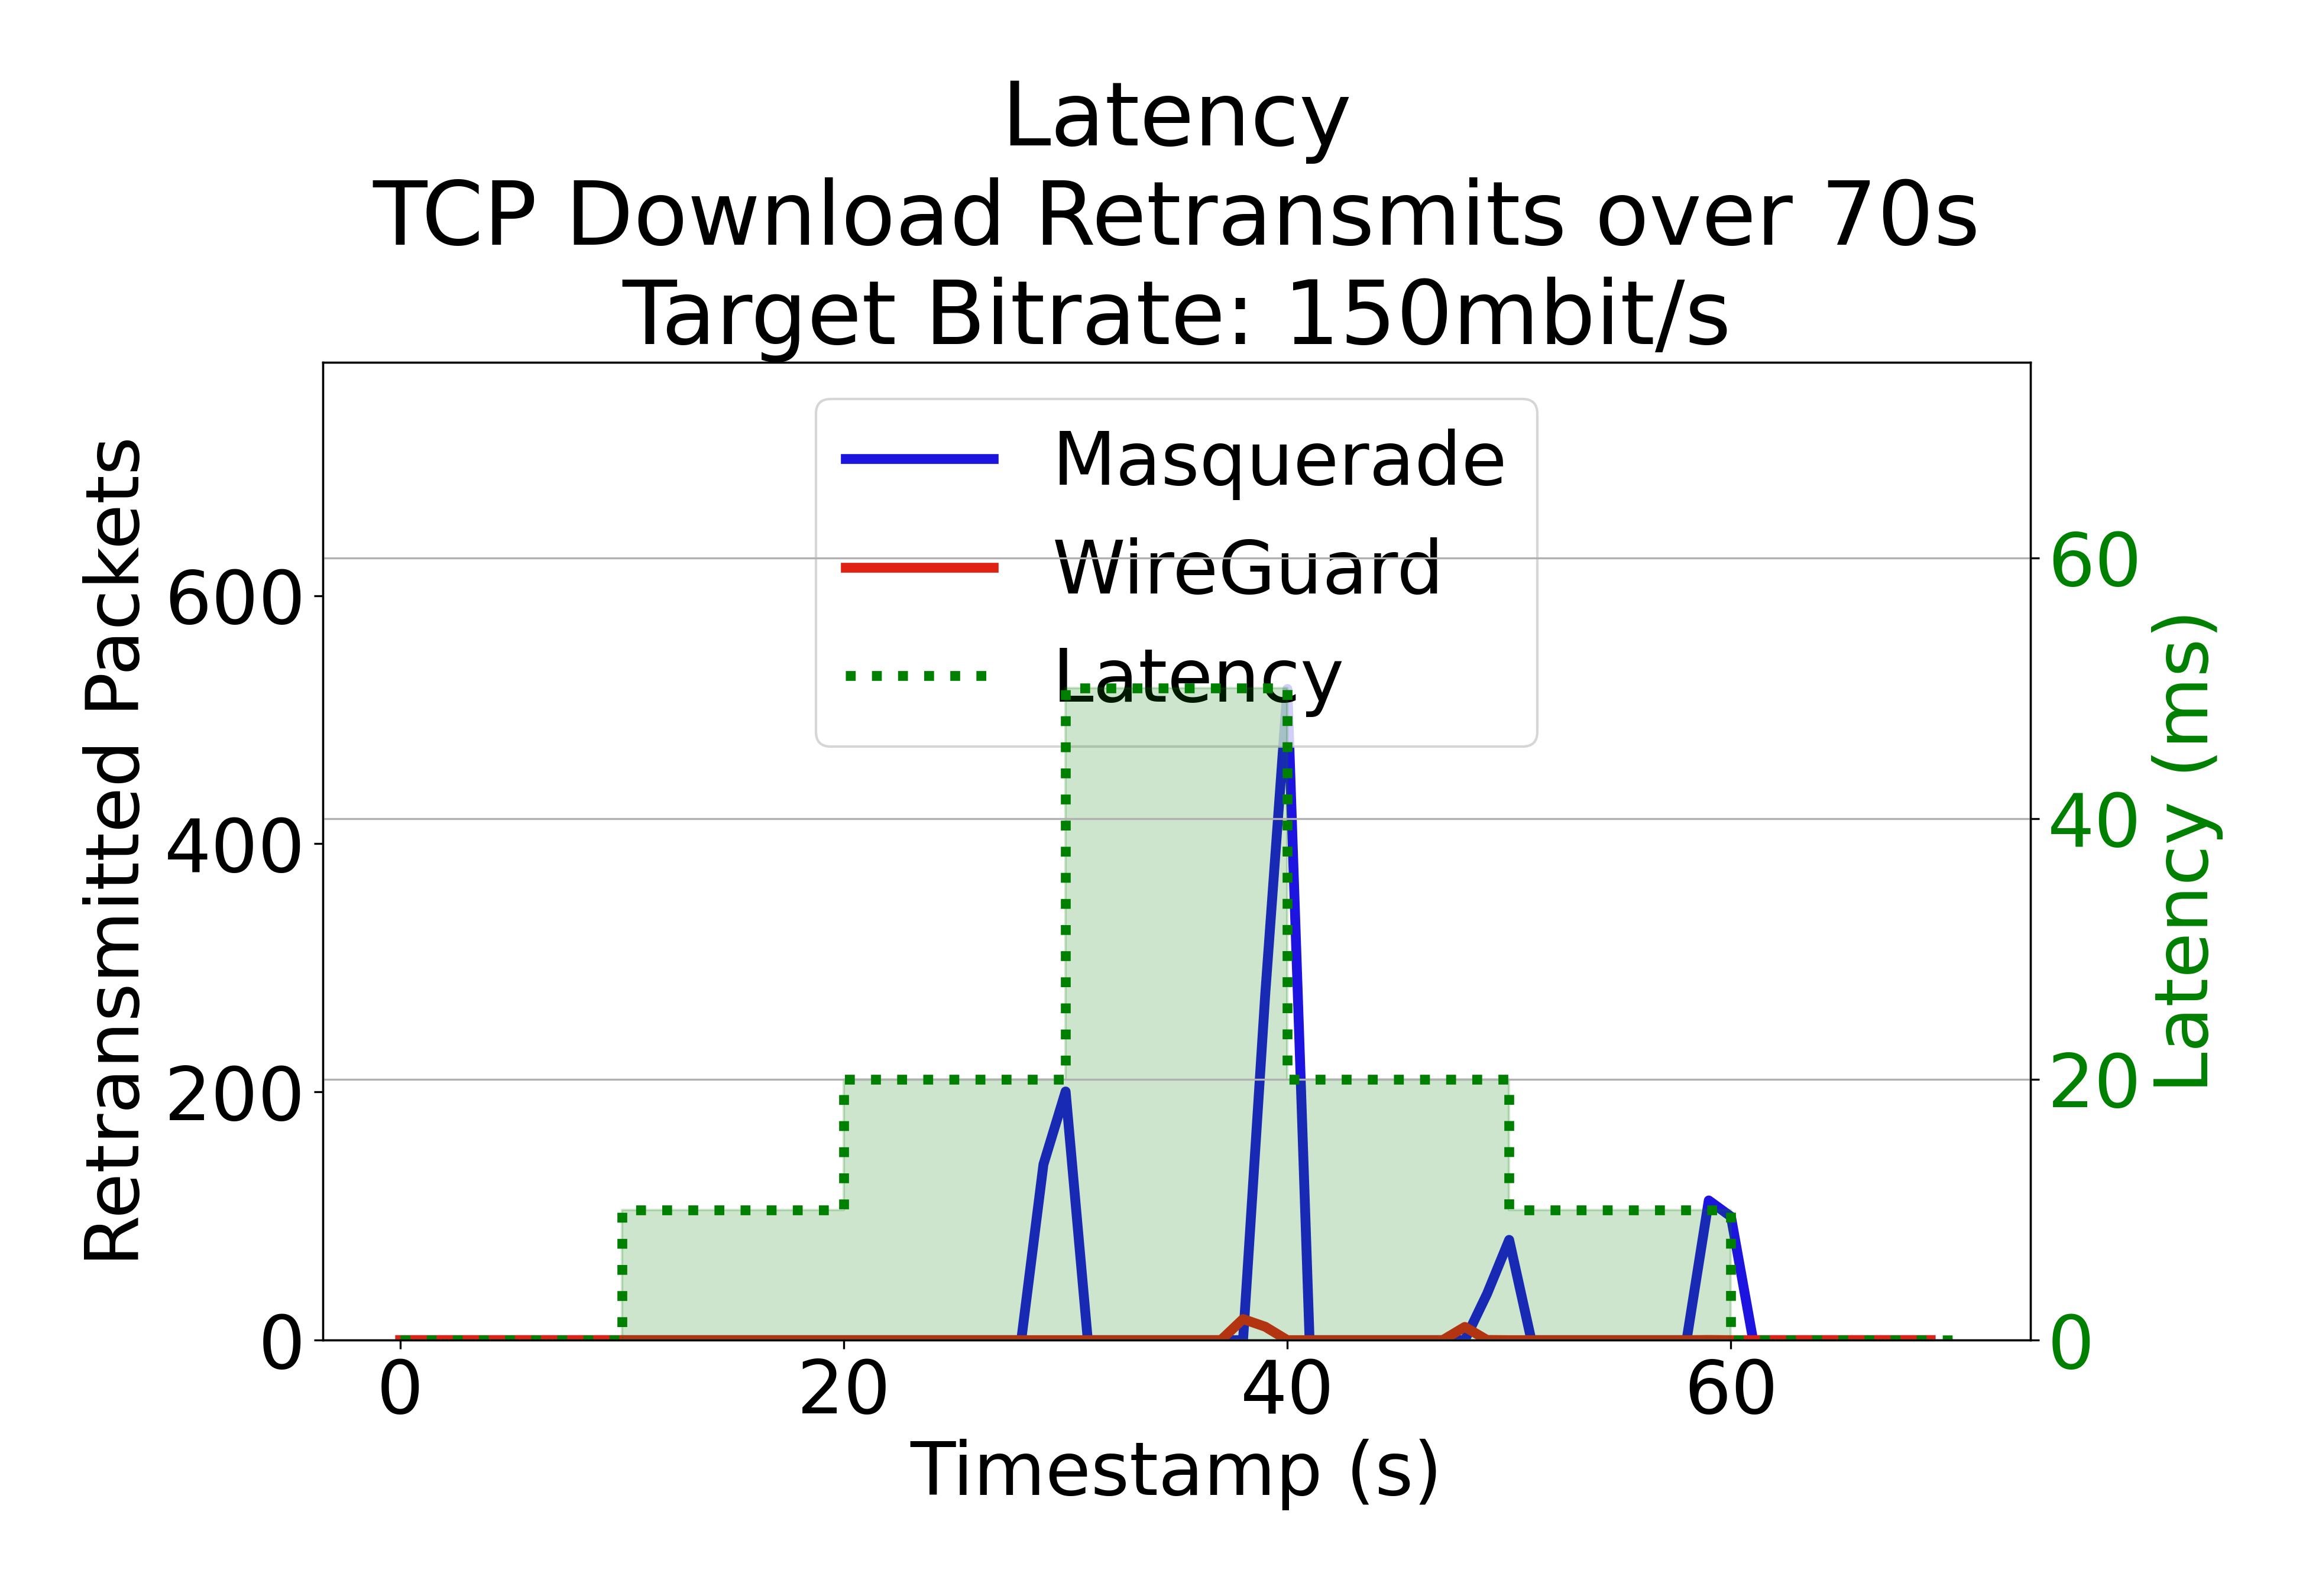 Latency
TCP Download Retransmits over 70s
Target Bitrate: 150mbit/s
Masquerade
WireGuard
Latency
Retransmitted Packets
600
400
200
0
60
40
20
0
Latency (ms)
0 20 40 60
Timestamp (s)